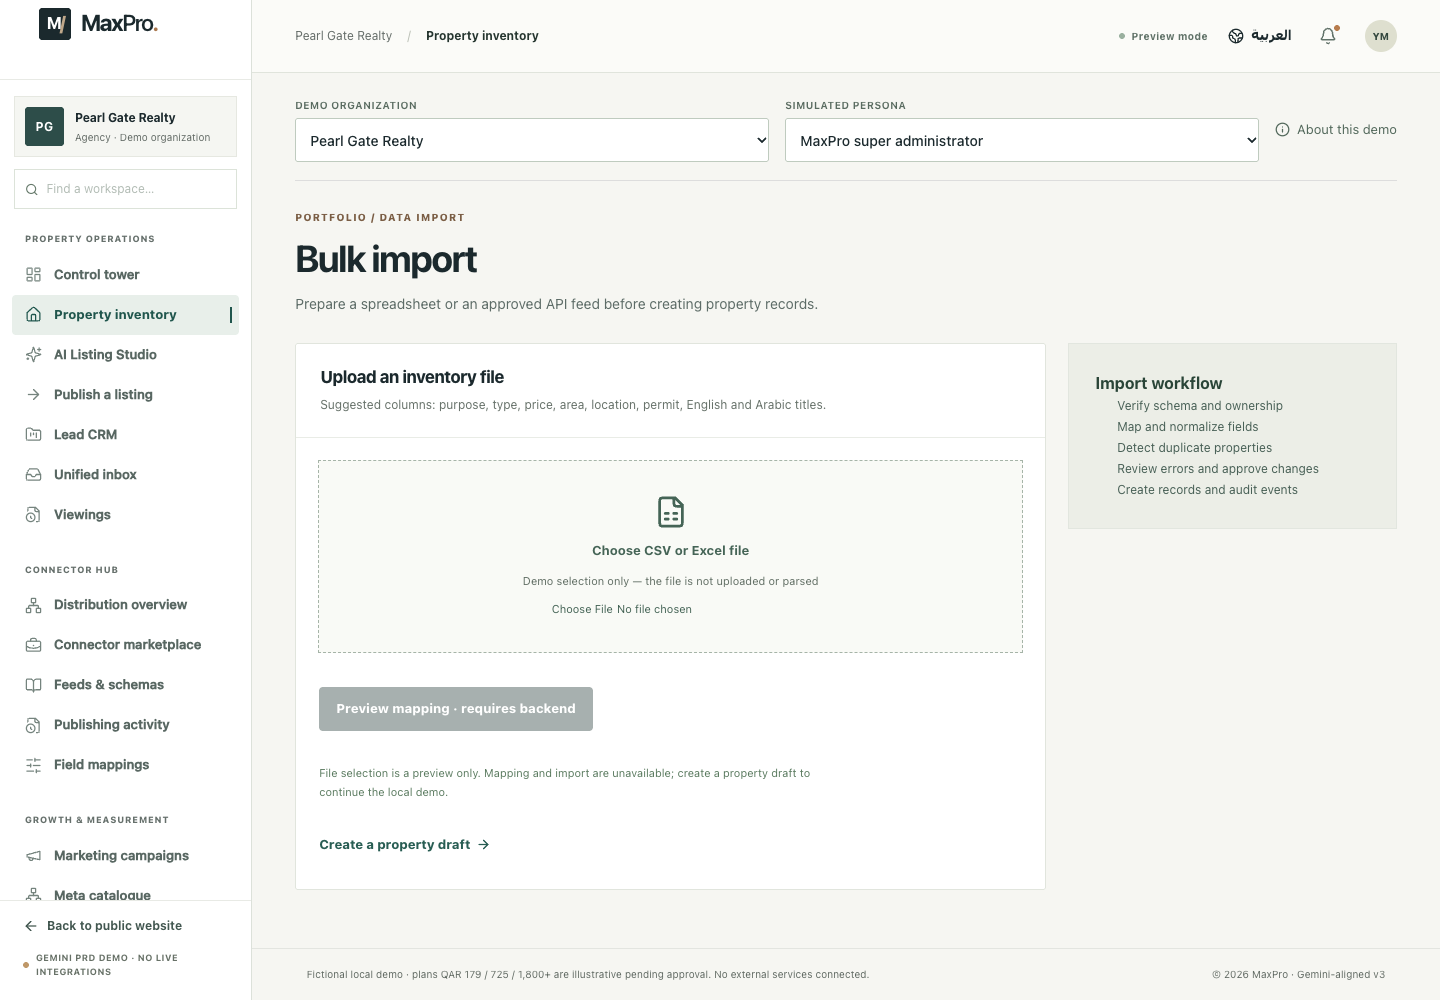 M/ MaxPro.
PG
Pearl Gate Realty
Agency · Demo organization
Find a workspace...
PROPERTY OPERATIONS
Control tower
Property inventory
AI Listing Studio
Publish a listing
Lead CRM
Unified inbox
Viewings
CONNECTOR HUB
Distribution overview
Connector marketplace
Feeds & schemas
Publishing activity
Field mappings
GROWTH & MEASUREMENT
Marketing campaigns
Meta catalogue
Back to public website
GEMINI PRD DEMO · NO LIVE
INTEGRATIONS
Pearl Gate Realty / Property inventory
Preview mode
العربية
YM
DEMO ORGANIZATION
Pearl Gate Realty
SIMULATED PERSONA
MaxPro super administrator
About this demo
PORTFOLIO / DATA IMPORT
Bulk import
Prepare a spreadsheet or an approved API feed before creating property records.
Upload an inventory file
Suggested columns: purpose, type, price, area, location, permit, English and Arabic titles.
Choose CSV or Excel file
Demo selection only — the file is not uploaded or parsed
Choose File No file chosen
Preview mapping · requires backend
File selection is a preview only. Mapping and import are unavailable; create a property draft to
continue the local demo.
Create a property draft
Import workflow
Verify schema and ownership
Map and normalize fields
Detect duplicate properties
Review errors and approve changes
Create records and audit events
Fictional local demo · plans QAR 179 / 725 / 1,800+ are illustrative pending approval. No external services connected.
© 2026 MaxPro · Gemini-aligned v3